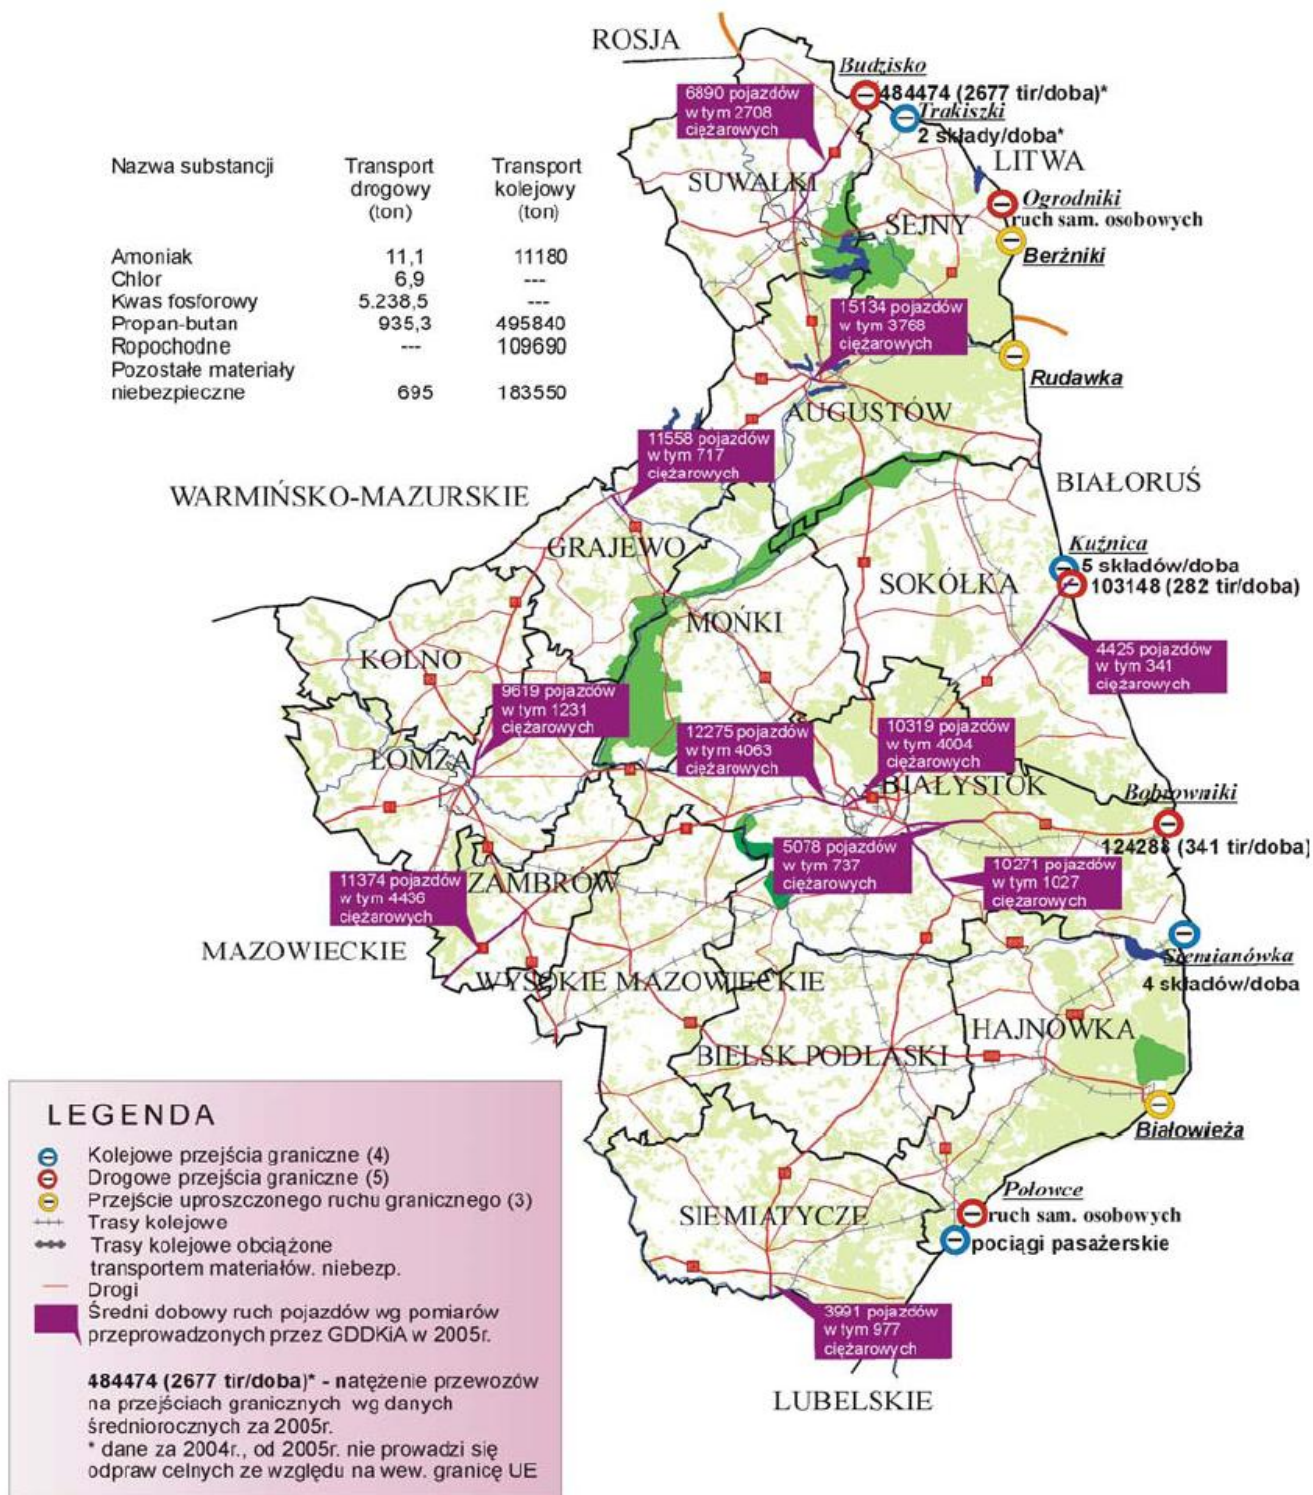 ROSJA
Budzisko
484474 (2677 tir/doba)*
6890 pojazdów
w tym 2708
ciężarowych
Trakiszki
2 składy/doba*
LITWA
Nazwa substancji Transport drogowy (ton) Transport kolejowy (ton)
Amoniak 11,1 11180
Chlor 6,9 ---
Kwas fosforowy 5.238,5 ---
Propan-butan 935,3 495840
Ropochodne --- 109690
Pozostałe materiały
niebezpieczne 695 183550
SUWAŁKI
Ogrodniki
ruch sam. osobowych
SEJNY
Berżniki
15134 pojazdów
w tym 3768
ciężarowych
Rudawka
AUGUSTÓW
11558 pojazdów
w tym 717
ciężarowych
WARMIŃSKO-MAZURSKIE
BIAŁORUŚ
GRAJEWO
Kuźnica
5 składów/doba
103148 (282 tir/doba)
SOKÓŁKA
MOŃKI
4425 pojazdów
w tym 341
ciężarowych
KOLNO
9619 pojazdów
w tym 1231
ciężarowych
12275 pojazdów
w tym 4063
ciężarowych
10319 pojazdów
w tym 4004
ciężarowych
ŁOMŻA
BIAŁYSTOK
Bobrowniki
124288 (341 tir/doba)
5078 pojazdów
w tym 737
ciężarowych
10271 pojazdów
w tym 1027
ciężarowych
11374 pojazdów
w tym 4436
ciężarowych
ZAMBRÓW
MAZOWIECKIE
Siemianówka
4 składów/doba
WYSOKIE MAZOWIECKIE
HAJNÓWKA
BIELSK PODLASKI
Białowieża
Połowce
ruch sam. osobowych
pociągi pasażerskie
SIEMIATYCZE
3991 pojazdów
w tym 977
ciężarowych
LUBELSKIE
LEGENDA
Kolejowe przejścia graniczne (4)
Drogowe przejścia graniczne (5)
Przejście uproszczonego ruchu granicznego (3)
Trasy kolejowe
Trasy kolejowe obciążone
transportem materiałów. niebezp.
Drogi
Średni dobowy ruch pojazdów wg pomiarów
przeprowadzonych przez GDDKiA w 2005r.
484474 (2677 tir/doba)* - natężenie przewozów
na przejściach granicznych wg danych
średniorocznych za 2005r.
* dane za 2004r., od 2005r. nie prowadzi się
odpraw celnych ze względu na wew. granicę UE